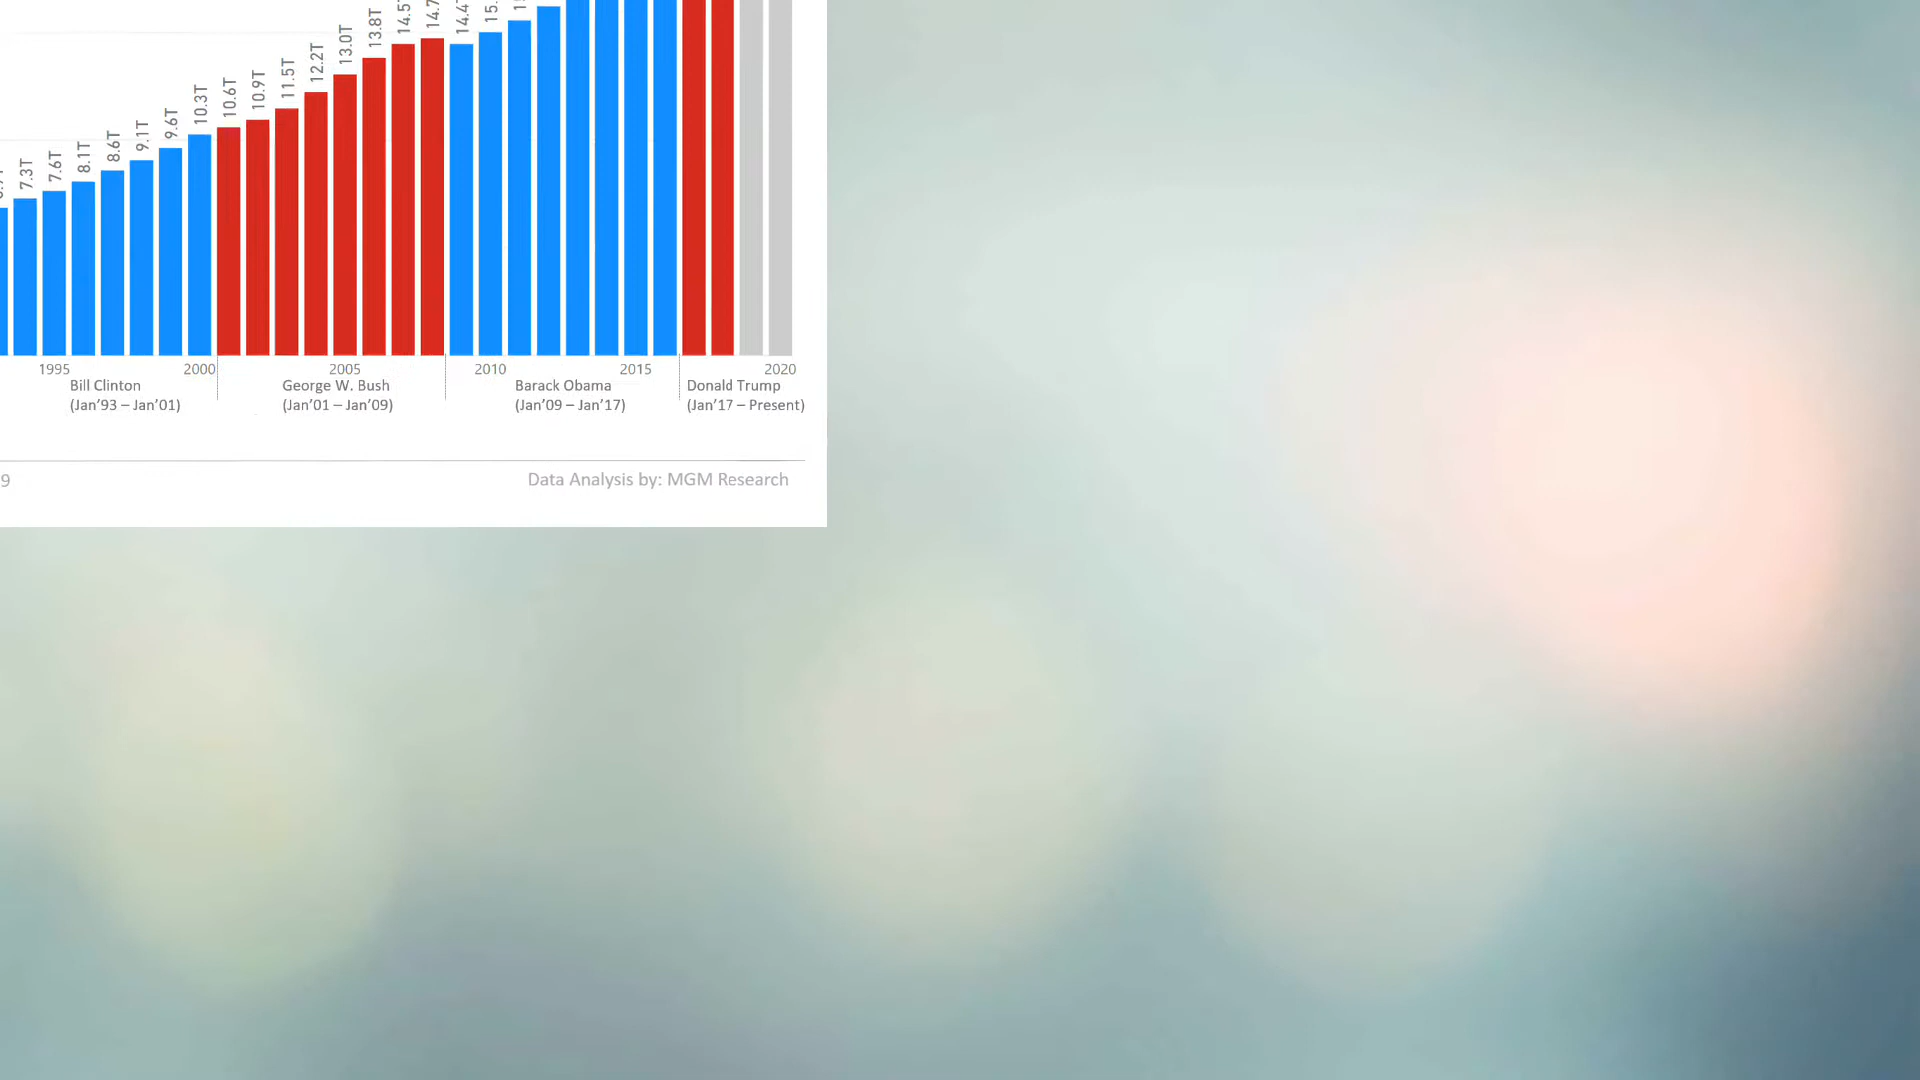 7.3T 7.6T 8.1T 8.6T 9.1T 9.6T 10.3T 10.6T 10.9T 11.5T 12.2T 13.0T 13.8T
1995 2000 2005 2010 2015 2020
Bill Clinton George W. Bush Barack Obama Donald Trump
(Jan’93 – Jan’01) (Jan’01 – Jan’09) (Jan’09 – Jan’17) (Jan’17 – Present)
9 Data Analysis by: MGM Research